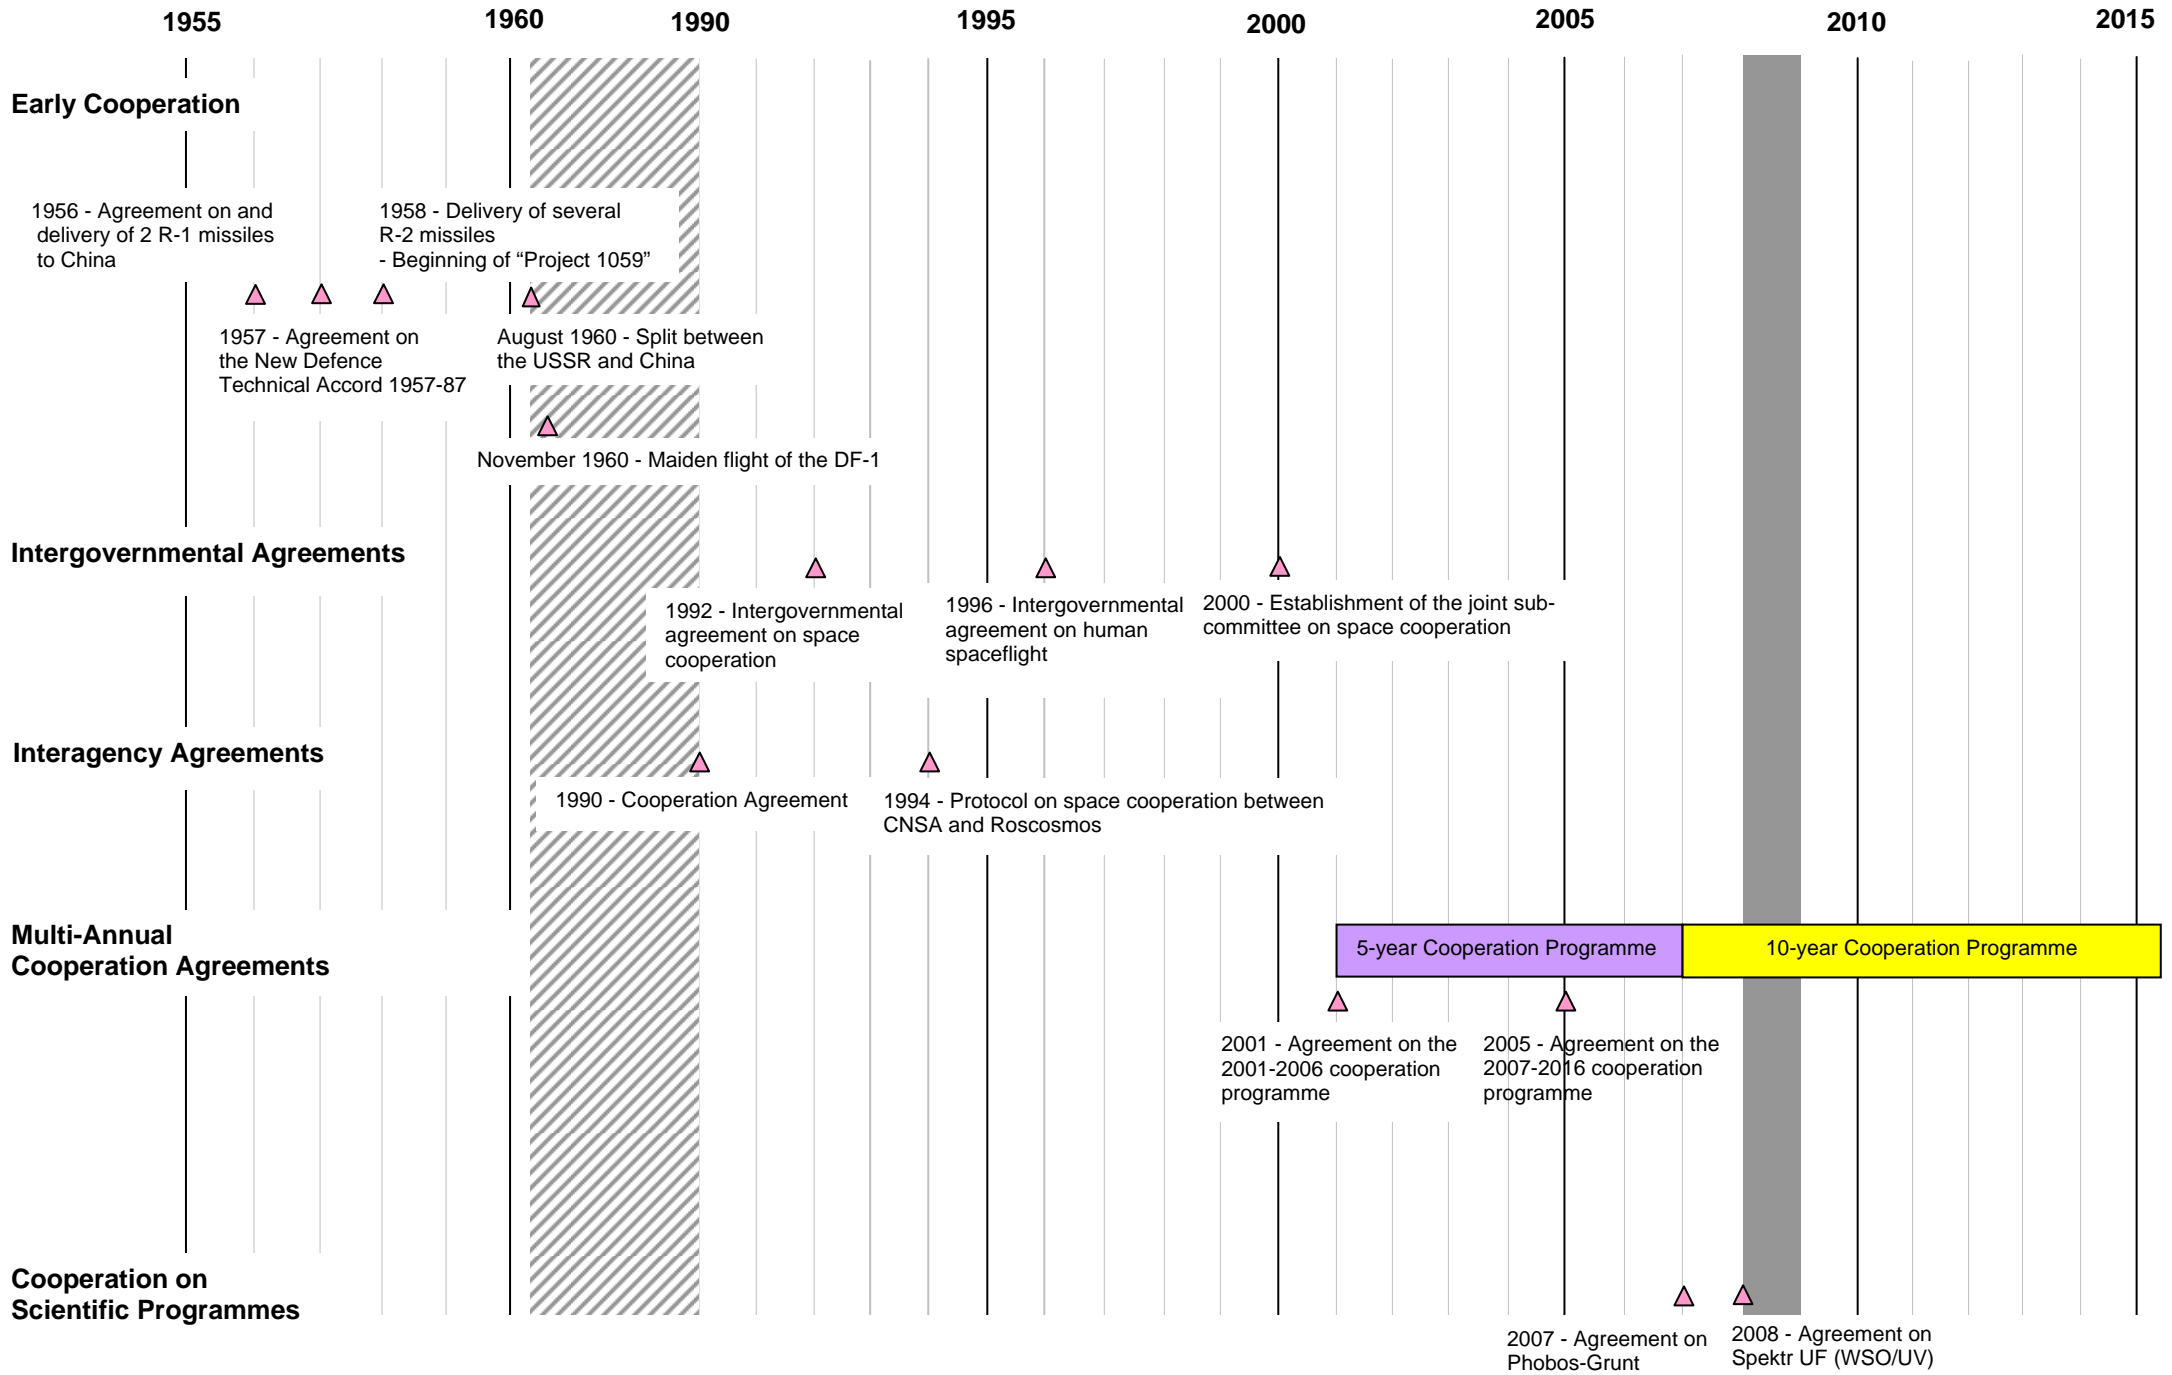 1955 1960 1990 1995 2000 2005 2010 2015
Early Cooperation
1956 - Agreement on and
delivery of 2 R-1 missiles
to China
1958 - Delivery of several
R-2 missiles
- Beginning of “Project 1059”
1957 - Agreement on
the New Defence
Technical Accord 1957-87
August 1960 - Split between
the USSR and China
November 1960 - Maiden flight of the DF-1
Intergovernmental Agreements
1992 - Intergovernmental
agreement on space
cooperation
1996 - Intergovernmental
agreement on human
spaceflight
2000 - Establishment of the joint sub-
committee on space cooperation
Interagency Agreements
1990 - Cooperation Agreement
1994 - Protocol on space cooperation between
CNSA and Roscosmos
Multi-Annual
Cooperation Agreements
5-year Cooperation Programme
10-year Cooperation Programme
2001 - Agreement on the
2001-2006 cooperation
programme
2005 - Agreement on the
2007-2016 cooperation
programme
Cooperation on
Scientific Programmes
2007 - Agreement on
Phobos-Grunt
2008 - Agreement on
Spektr UF (WSO/UV)